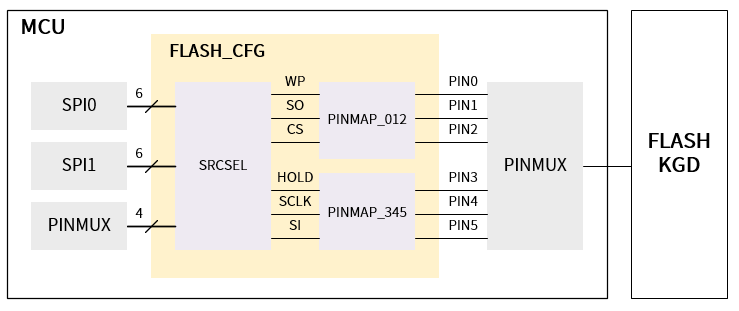 MCU
FLASH_CFG
SPI0
6
SPI1
6
PINMUX
4
SRCSEL
WP
SO
CS
HOLD
SCLK
SI
PINMAP_012
PINMAP_345
PIN0
PIN1
PIN2
PIN3
PIN4
PIN5
PINMUX
FLASH
KGD